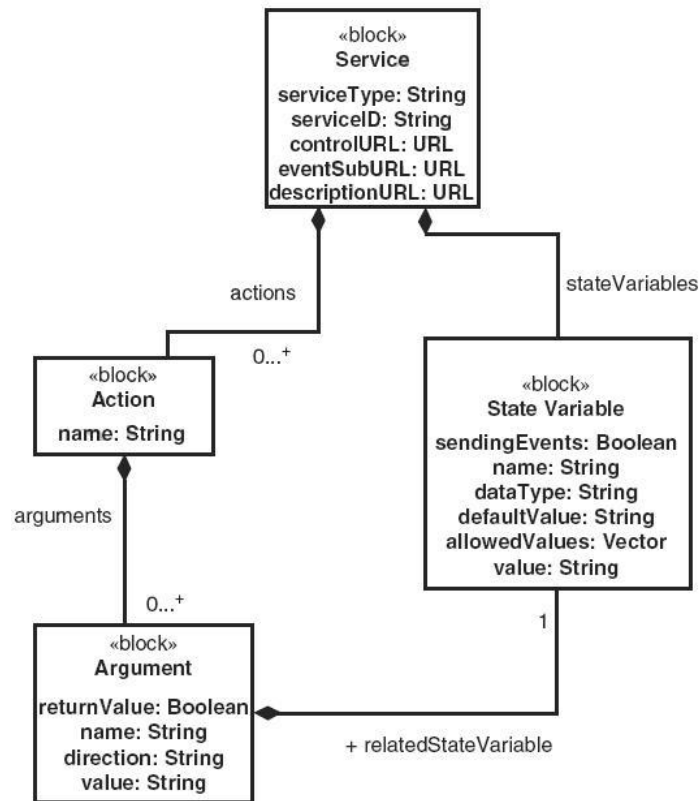 «block»
Service
serviceType: String
serviceID: String
controlURL: URL
eventSubURL: URL
descriptionURL: URL
actions
stateVariables
0...+
«block»
Action
name: String
«block»
State Variable
sendingEvents: Boolean
name: String
dataType: String
defaultValue: String
allowedValues: Vector
value: String
arguments
0...+
1
«block»
Argument
returnValue: Boolean
name: String
direction: String
value: String
+ relatedStateVariable